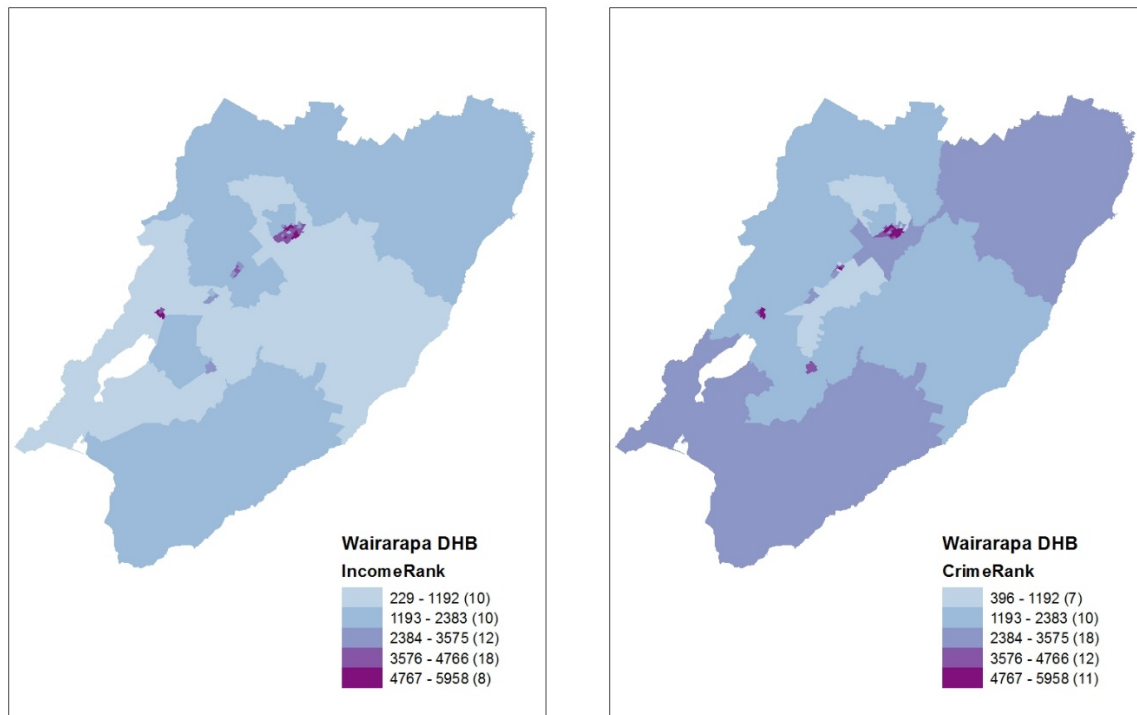 Wairarapa DHB
IncomeRank
229 - 1192 (10)
1193 - 2383 (10)
2384 - 3575 (12)
3576 - 4766 (18)
4767 - 5958 (8)
Wairarapa DHB
CrimeRank
396 - 1192 (7)
1193 - 2383 (10)
2384 - 3575 (18)
3576 - 4766 (12)
4767 - 5958 (11)